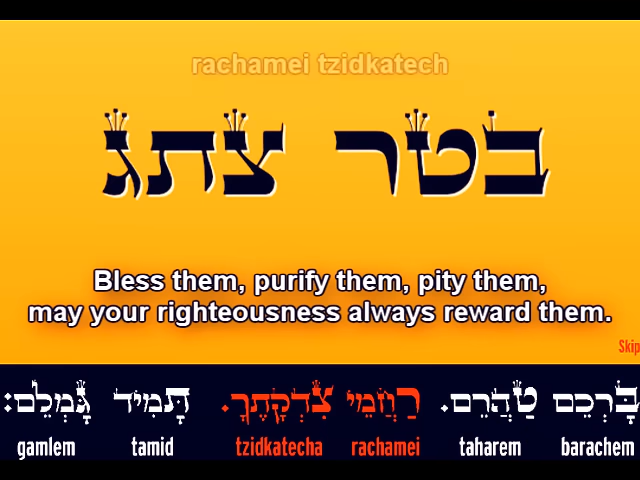 rachamei tzidkatech
בטר צתג
Bless them, purify them, pity them,
may your righteousness always reward them.
Skip
בָּרְכֵם טַהֲרֵם. רַחֲמֵי צִדְקָתֶךָ. תָּמִיד גָּמְלֵם:
gamlem tamid tzidkatecha rachamei taharem barachem